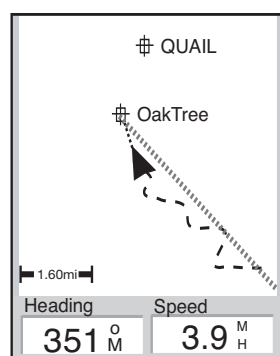 QUAIL
OakTree
1.60mi
Heading Speed
351 o M 3.9 M H